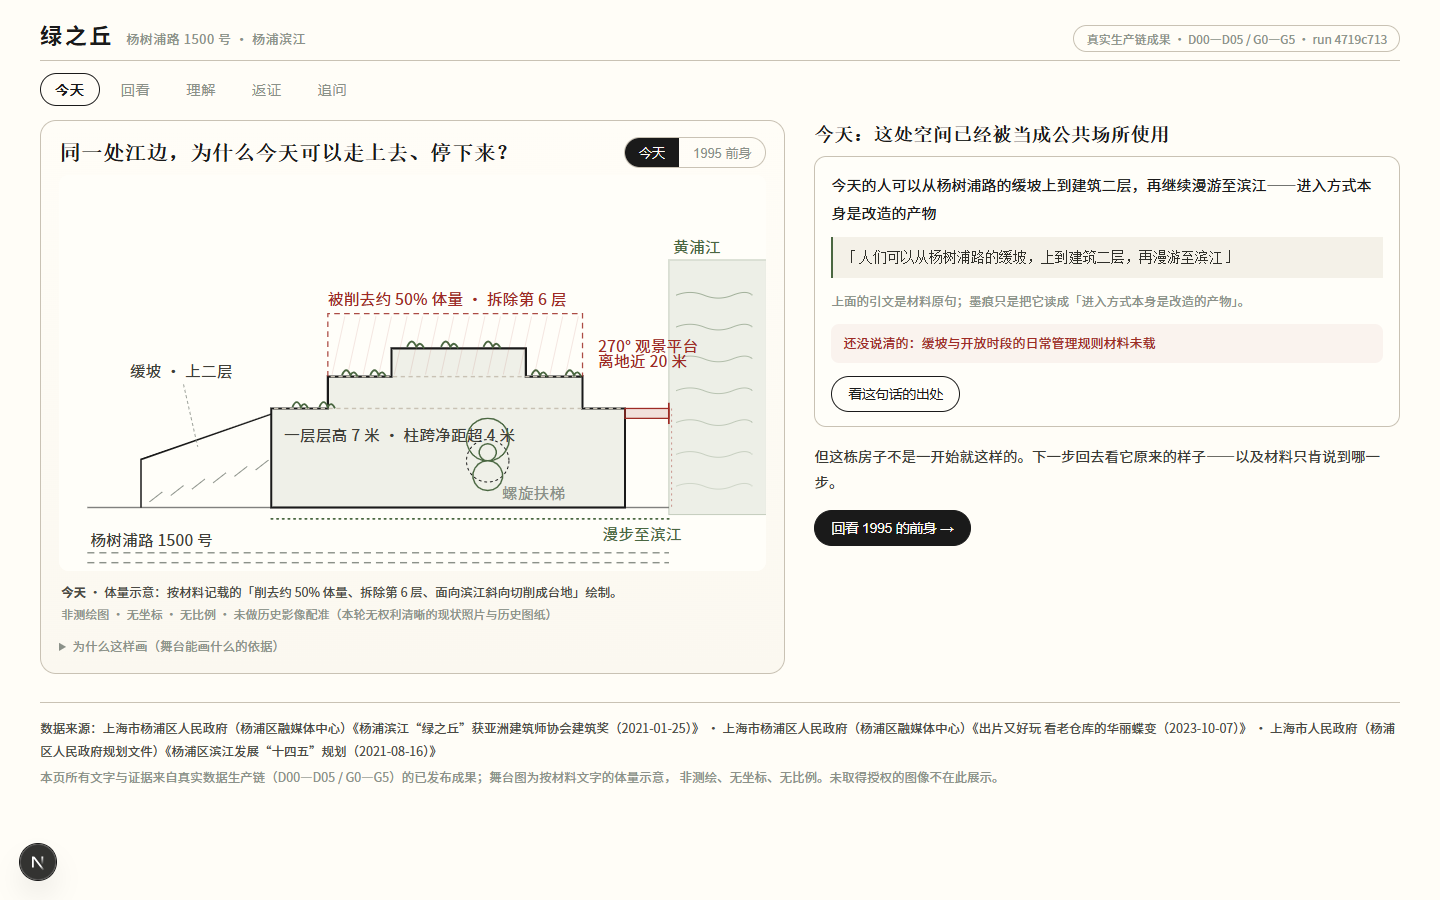 绿之丘 杨树浦路 1500 号 • 杨浦滨江
真实生产链成果 • D00—D05 / G0—G5 • run 4719c713
今天 回看 理解 返证 追问
同一处江边，为什么今天可以走上去、停下来？
今天 1995 前身
黄浦江
被削去约 50% 体量 • 拆除第 6 层
270° 观景平台
离地近 20 米
缓坡 • 上二层
一层层高 7 米 • 柱跨净距超 4 米
螺旋扶梯
漫步至滨江
杨树浦路 1500 号
今天 • 体量示意：按材料记载的「削去约 50% 体量、拆除第 6 层、面向滨江斜向切削成台地」绘制。
非测绘图 • 无坐标 • 无比例 • 未做历史影像配准（本轮无权利清晰的现状照片与历史图纸）
▶ 为什么这样画（舞台能画什么的依据）
今天：这处空间已经被当成公共场所使用
今天的人可以从杨树浦路的缓坡上到建筑二层，再继续漫游至滨江——进入方式本
身是改造的产物
「人们可以从杨树浦路的缓坡，上到建筑二层，再漫游至滨江」
上面的引文是材料原句；墨痕只是把它读成「进入方式本身是改造的产物」。
还没说清的：缓坡与开放时段的日常管理规则材料未载
看这句话的出处
但这栋房子不是一开始就这样的。下一步回去看它原来的样子——以及材料只肯说到哪一
步。
回看 1995 的前身 →
数据来源：上海市杨浦区人民政府（杨浦区融媒体中心）《杨浦滨江“绿之丘”获亚洲建筑师协会建筑奖（2021-01-25）》 • 上海市杨浦区人民政府（杨浦区融媒体中心）《出片又好玩 看老仓库的华丽蝶变（2023-10-07）》 • 上海市人民政府（杨浦
区人民政府规划文件）《杨浦区滨江发展“十四五”规划（2021-08-16）》
本页所有文字与证据来自真实数据生产链（D00—D05 / G0—G5）的已发布成果；舞台图为按材料文字的体量示意， 非测绘、无坐标、无比例。未取得授权的图像不在此展示。
N